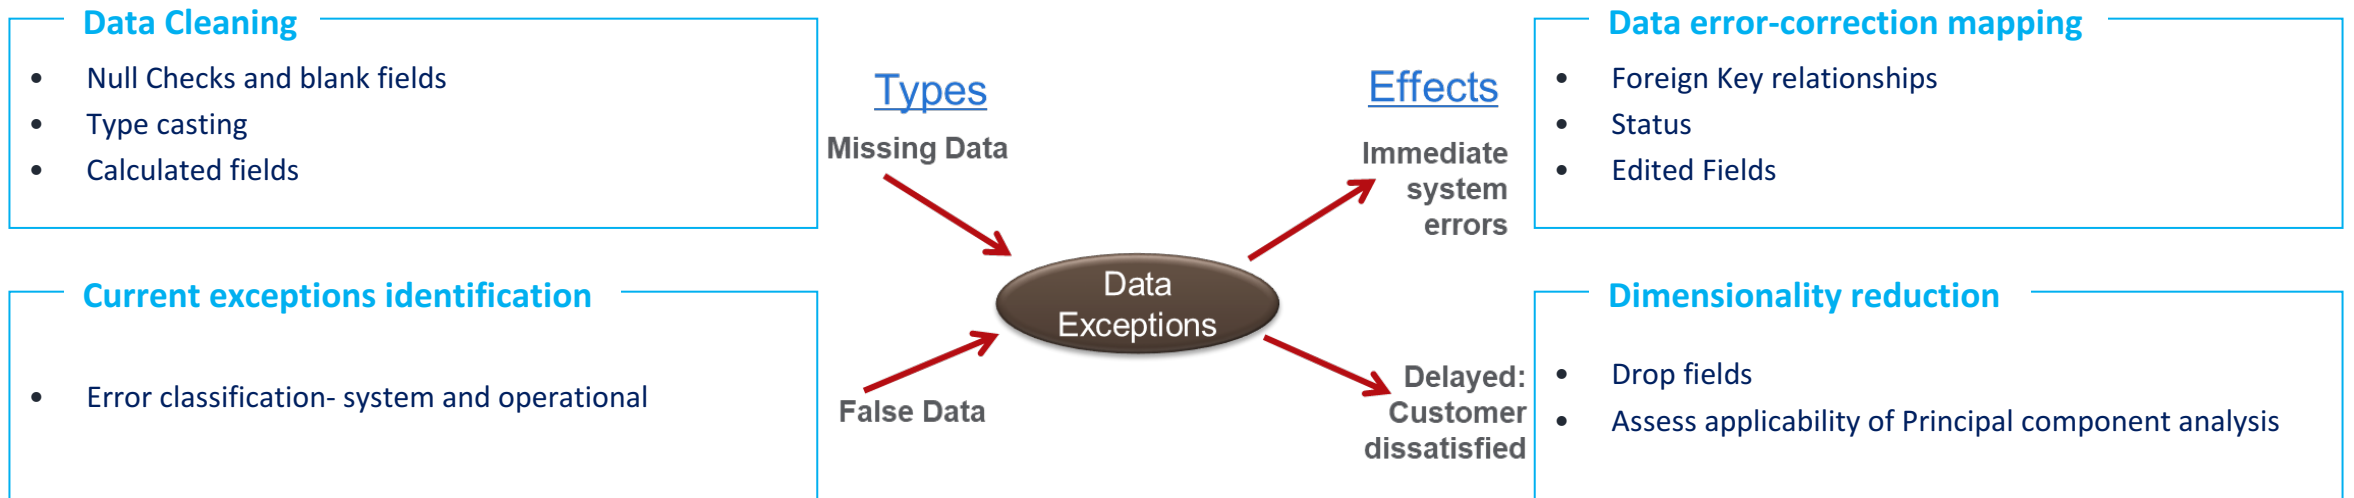 Data Cleaning
• Null Checks and blank fields
• Type casting
• Calculated fields
Current exceptions identification
• Error classification- system and operational
Types
Missing Data
False Data
Data
Exceptions
Effects
Immediate
system
errors
Delayed:
Customer
dissatisfied
Data error-correction mapping
• Foreign Key relationships
• Status
• Edited Fields
Dimensionality reduction
• Drop fields
• Assess applicability of Principal component analysis